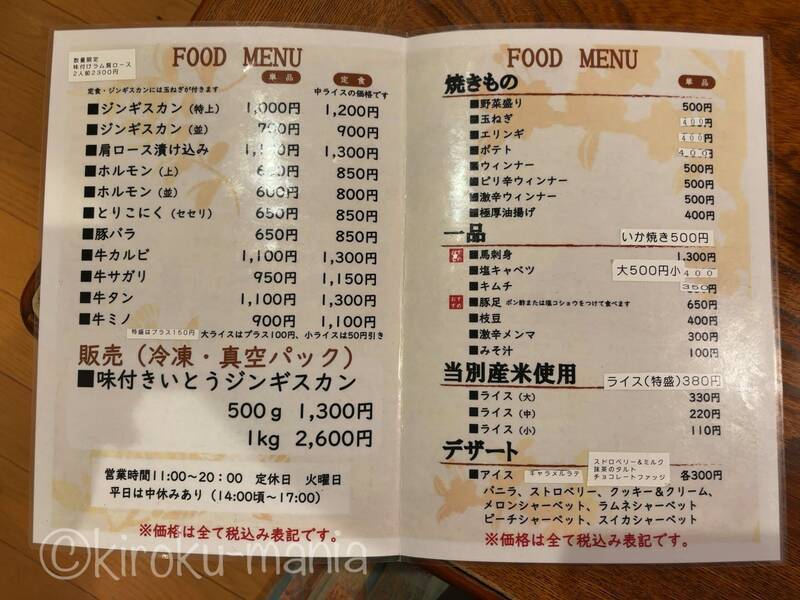 数量限定
味付けラム肩ロース
2人前2300円
FOOD MENU
単品 定食
定食・ジンギスカンには玉ねぎが付きます 中ライスの価格です
■ジンギスカン（特上） 1,000円 1,200円
■ジンギスカン（並） 700円 900円
■肩ロース漬け込み 1,100円 1,300円
■ホルモン（上） 円 850円
■ホルモン（並） 600円 800円
■とりこにく（セセリ） 650円 850円
■豚バラ 650円 850円
■牛カルビ 1,100円 1,300円
■牛サガリ 950円 1,150円
■牛タン 1,100円 1,300円
■牛ミノ 900円 1,100円
特盛はプラス150円 大ライスはプラス100円、小ライスは50円引き
販売（冷凍・真空パック）
■味付きいとうジンギスカン
500g 1,300円
1kg 2,600円
営業時間11:00〜20:00 定休日 火曜日
平日は中休みあり（14:00頃〜17:00）
※価格は全て税込み表記です。
FOOD MENU
焼きもの 単品
■野菜盛り 500円
■玉ねぎ 400円
■エリンギ 400円
■ポテト 400円
■ウィンナー 500円
■ピリ辛ウィンナー 500円
■激辛ウィンナー 500円
■極厚油揚げ 400円
一品 いか焼き500円
■馬刺身 1,300円
■塩キャベツ 大500円小400
■キムチ 350円
おすすめ ■豚足 ポン酢または塩コショウをつけて食べます 650円
■枝豆 400円
■激辛メンマ 300円
■みそ汁 100円
当別産米使用 ライス(特盛)380円
■ライス（大） 330円
■ライス（中） 220円
■ライス（小） 110円
デザート
■アイス キャラメルラテ ストロベリー&ミルク 各300円
抹茶のタルト
チョコレートファッジ
バニラ、ストロベリー、クッキー＆クリーム、
メロンシャーベット、ラムネシャーベット
ピーチシャーベット、スイカシャーベット
※価格は全て税込み表記です。
©kiroku-mania